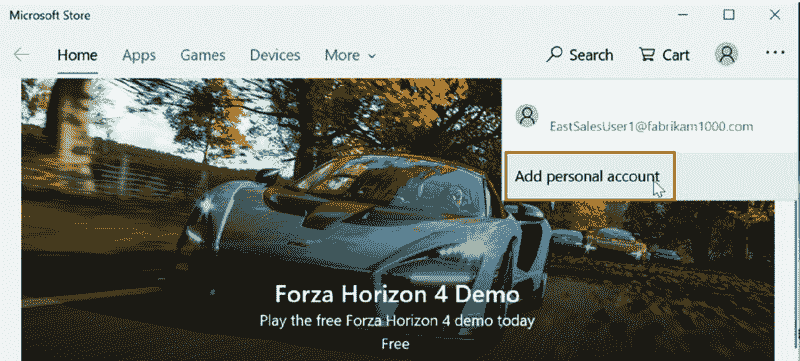 Microsoft Store
Home Apps Games Devices More Search Cart
EastSalesUser1@fabrikam1000.com
Add personal account
Forza Horizon 4 Demo
Play the free Forza Horizon 4 demo today
Free